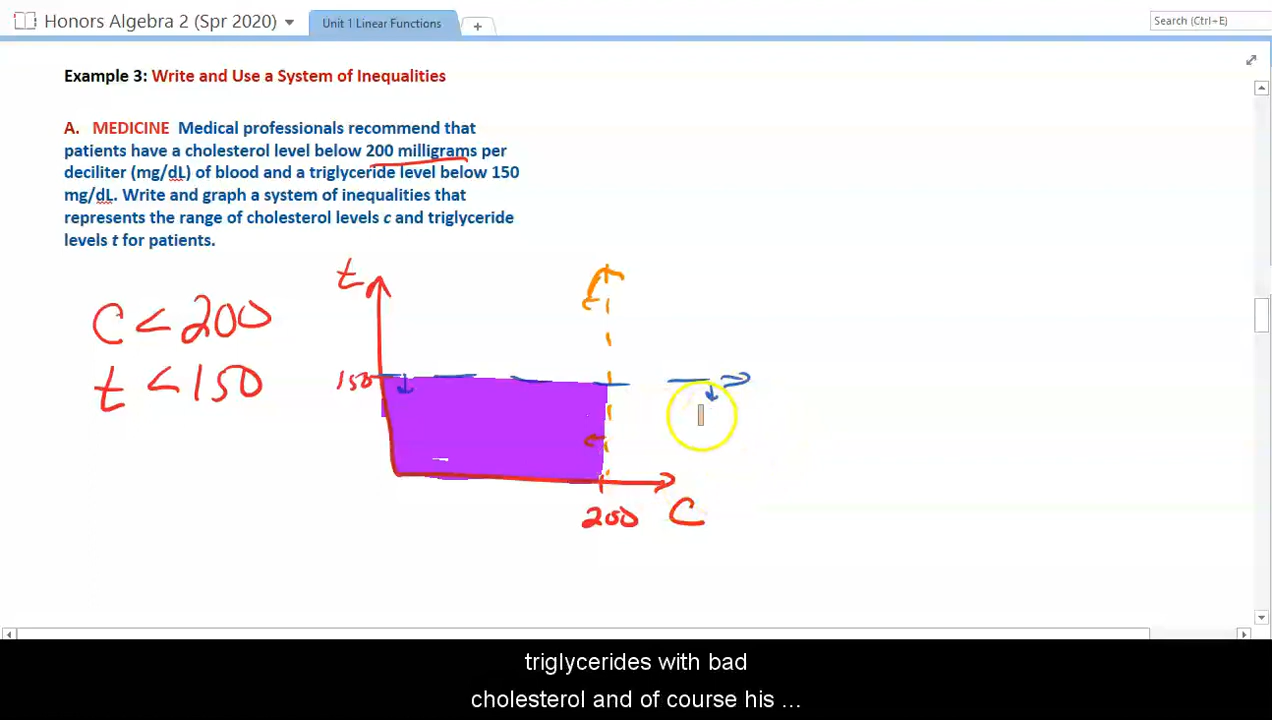 Honors Algebra 2 (Spr 2020)
Unit 1 Linear Functions
+
Search (Ctrl+E)
Example 3: Write and Use a System of Inequalities
A. MEDICINE Medical professionals recommend that
patients have a cholesterol level below 200 milligrams per
deciliter (mg/dL) of blood and a triglyceride level below 150
mg/dL. Write and graph a system of inequalities that
represents the range of cholesterol levels c and triglyceride
levels t for patients.
t
C < 200
t < 150
150
200 C
triglycerides with bad
cholesterol and of course his ...